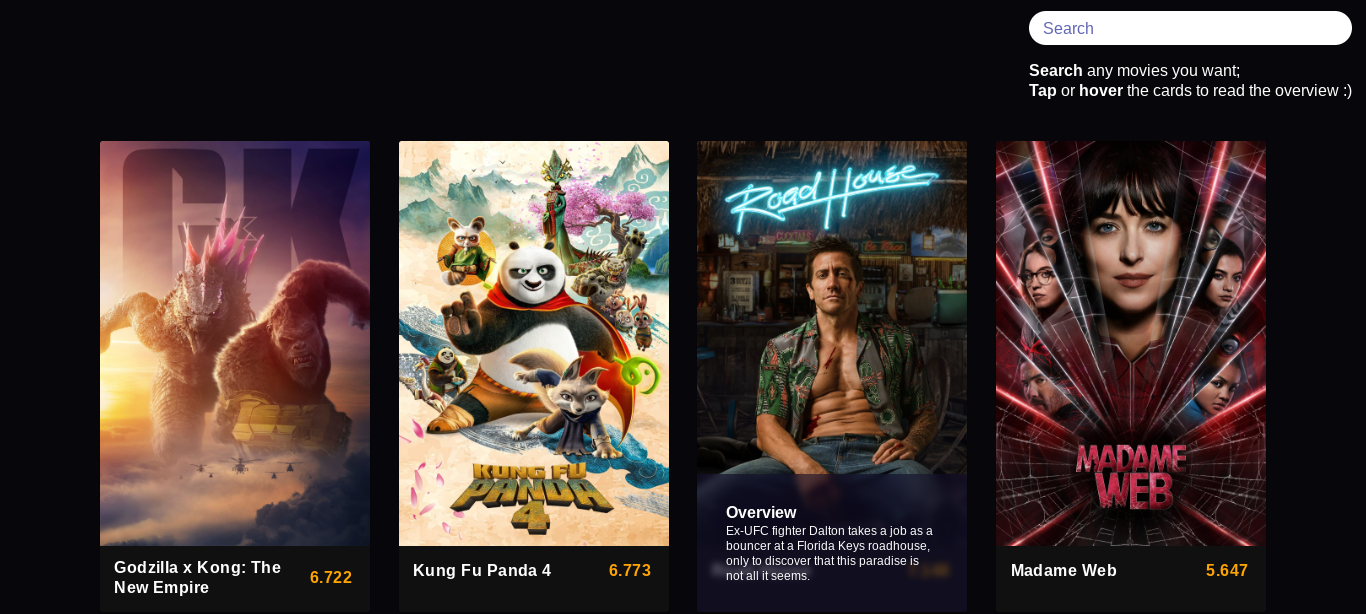 Search
Search any movies you want;
Tap or hover the cards to read the overview :)
GK
Road House
KUNG FU
PANDA
4
MADAME
WEB
Overview
Ex-UFC fighter Dalton takes a job as a
bouncer at a Florida Keys roadhouse,
only to discover that this paradise is
not all it seems.
Godzilla x Kong: The
New Empire
6.722
Kung Fu Panda 4
6.773
Madame Web
5.647